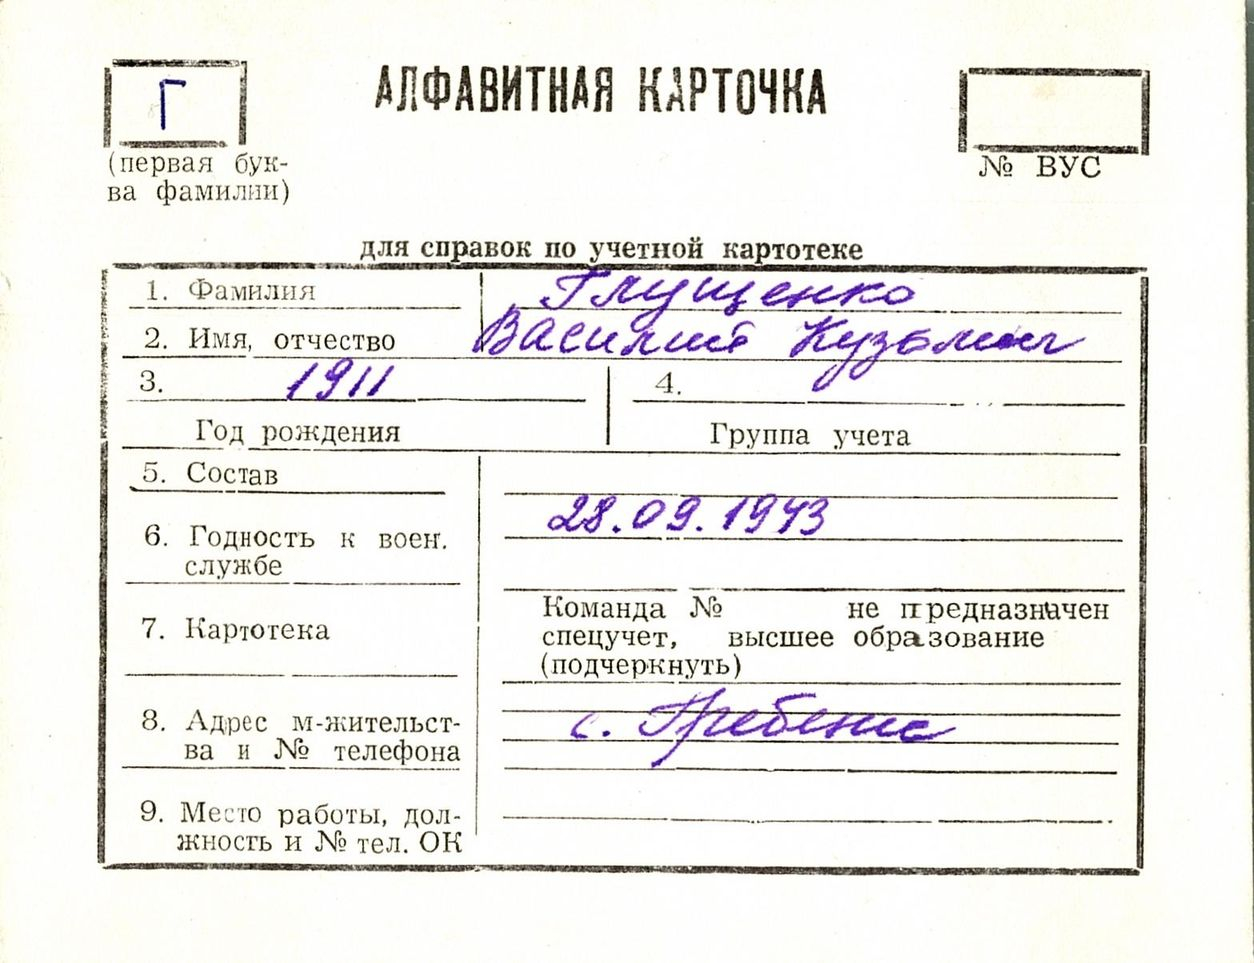 Г
АЛФАВИТНАЯ КАРТОЧКА
(первая бук-
ва фамилии)
№ ВУС
для справок по учетной картотеке
1. Фамилия Глущенко
2. Имя, отчество Василий Кузьмич
3. 1911 4.
Год рождения Группа учета
5. Состав
28.09.1943
6. Годность к воен.
службе
Команда № не предназначен
7. Картотека
спецучет, высшее образование
(подчеркнуть)
8. Адрес м-жительст-
ва и № телефона
с. Гребени
9. Место работы, дол-
жность и № тел. ОК